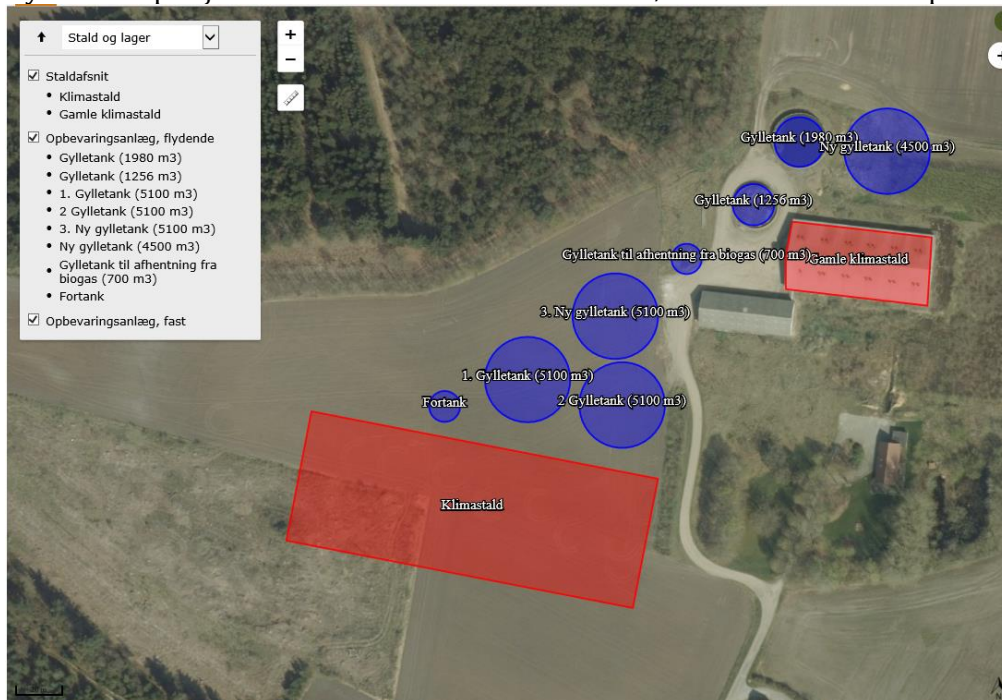 Stald og lager
Staldafsnit
Klimastald
Gamle klimastald
Opbevaringsanlæg, flydende
Gylletank (1980 m3)
Gylletank (1256 m3)
1. Gylletank (5100 m3)
2 Gylletank (5100 m3)
3. Ny gylletank (5100 m3)
Ny gylletank (4500 m3)
Gylletank til afhentning fra
biogas (700 m3)
Fortank
Opbevaringsanlæg, fast
+
−
Gylletank (1980 m3)
Ny gylletank (4500 m3)
Gylletank (1256 m3)
Gylletank til afhentning fra biogas (700 m3)
Gamle klimastald
3. Ny gylletank (5100 m3)
1. Gylletank (5100 m3)
2 Gylletank (5100 m3)
Fortank
Klimastald